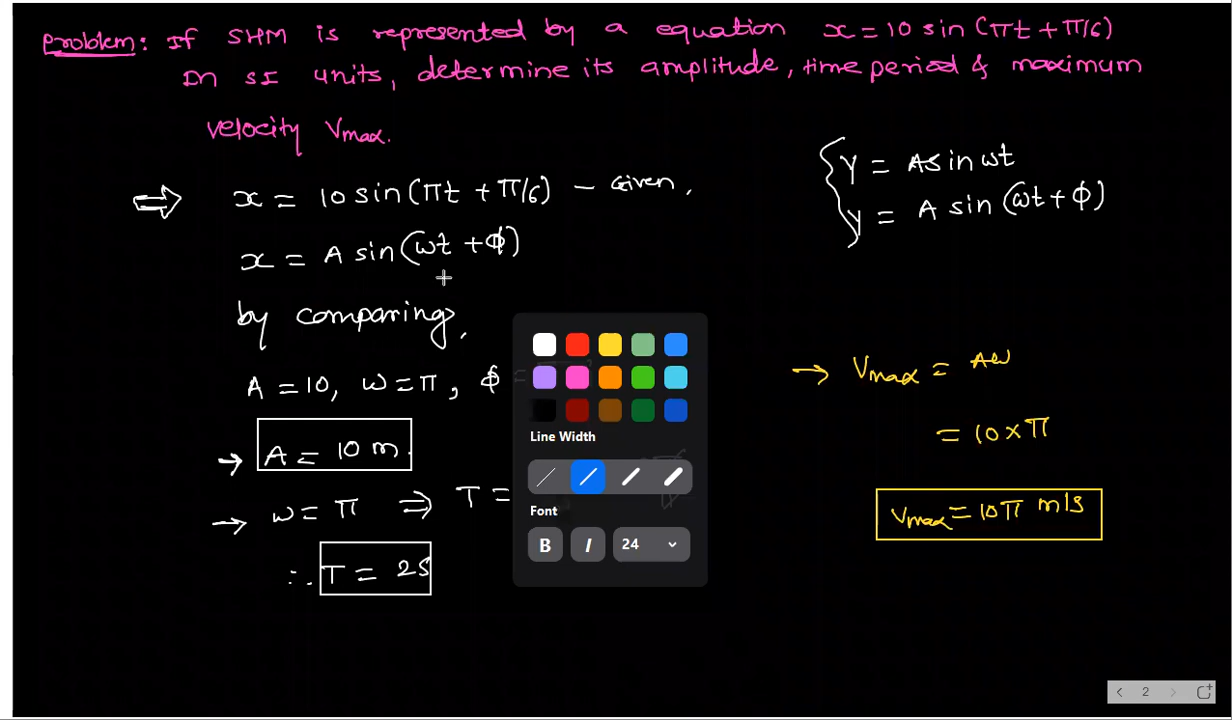 Problem: If SHM is represented by a equation x = 10 sin (πt + π/6)
In SI units, determine its amplitude, time period & maximum
velocity Vmax.
⇒ x = 10 sin(πt + π/6) – Given,
x = A sin (ωt + ϕ)
by comparing,
A = 10, ω = π, ϕ =
→ A = 10 m.
→ ω = π ⇒ T =
∴ T = 2S
Y = A sin ωt
y = A sin (ωt + ϕ)
→ Vmax = Aω
= 10 × π
Vmax = 10π m/s
Line Width
Font
B I 24
< 2 >